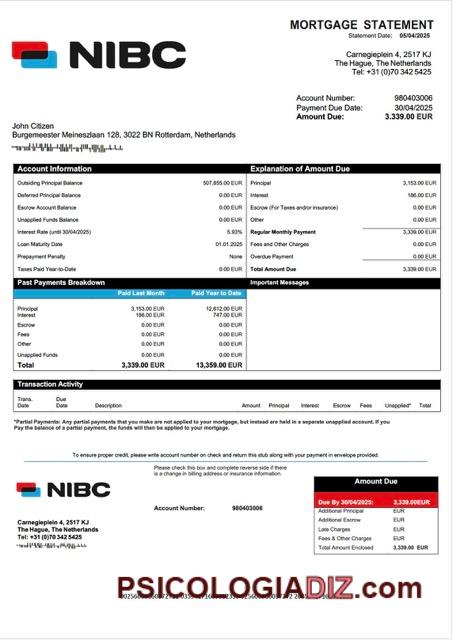 MORTGAGE STATEMENT
Statement Date: 05/04/2025
NIBC
Carnegieplein 4, 2517 KJ
The Hague, The Netherlands
Tel: +31 (0)70 342 5425
Account Number: 980403006
Payment Due Date: 30/04/2025
Amount Due: 3.339.00 EUR
John Citizen
Burgemeester Meineszlaan 128, 3022 BN Rotterdam, Netherlands
Account Information
Outsiding Principal Balance 507,855.00 EUR
Deferred Principal Balance 0.00 EUR
Escrow Account Balance 0.00 EUR
Unapplied Funds Balance 0.00 EUR
Interest Rate (until 30/04/2025) 5.93%
Loan Maturity Date 01.01.2025
Prepayment Penalty None
Taxes Paid Year-to-Date 0.00 EUR
Explanation of Amount Due
Principal 3,153.00 EUR
Interest 186.00 EUR
Escrow (For Taxes and/or insurance) 0.00 EUR
Other 0.00 EUR
Regular Monthly Payment 3,339.00 EUR
Fees and Other Charges 0.00 EUR
Overdue Payment 0.00 EUR
Total Amount Due 3,339.00 EUR
Past Payments Breakdown
Paid Last Month Paid Year to Date
Principal 3,153.00 EUR 12,612.00 EUR
Interest 186.00 EUR 747.00 EUR
Escrow 0.00 EUR 0.00 EUR
Fees 0.00 EUR 0.00 EUR
Other 0.00 EUR 0.00 EUR
Unapplied Funds 0.00 EUR 0.00 EUR
Total 3,339.00 EUR 13,359.00 EUR
Important Messages
Transaction Activity
Trans. Date Due Date Description Amount Principal Interest Escrow Fees Unapplied* Total
*Partial Payments: Any partial payments that you make are not applied to your mortgage, but instead are held in a separate unapplied account. If you
Pay the balance of a partial payment, the funds will then be applied to your mortgage.
To ensure proper credit, please write account number on check and return this stub along with your payment in envelope provided.
Please check this box and complete reverse side if there
is a change in billing address or insurance information.
NIBC
Account Number: 980403006
Carnegieplein 4, 2517 KJ
The Hague, The Netherlands
Tel: +31 (0)70 342 5425
Amount Due
Due By 30/04/2025: 3,339.00EUR
Additional Principal EUR
Additional Escrow EUR
Late Charges EUR
Fees & Other Charges EUR
Total Amount Enclosed 3,339.00 EUR
PSICOLOGIADIZ.com